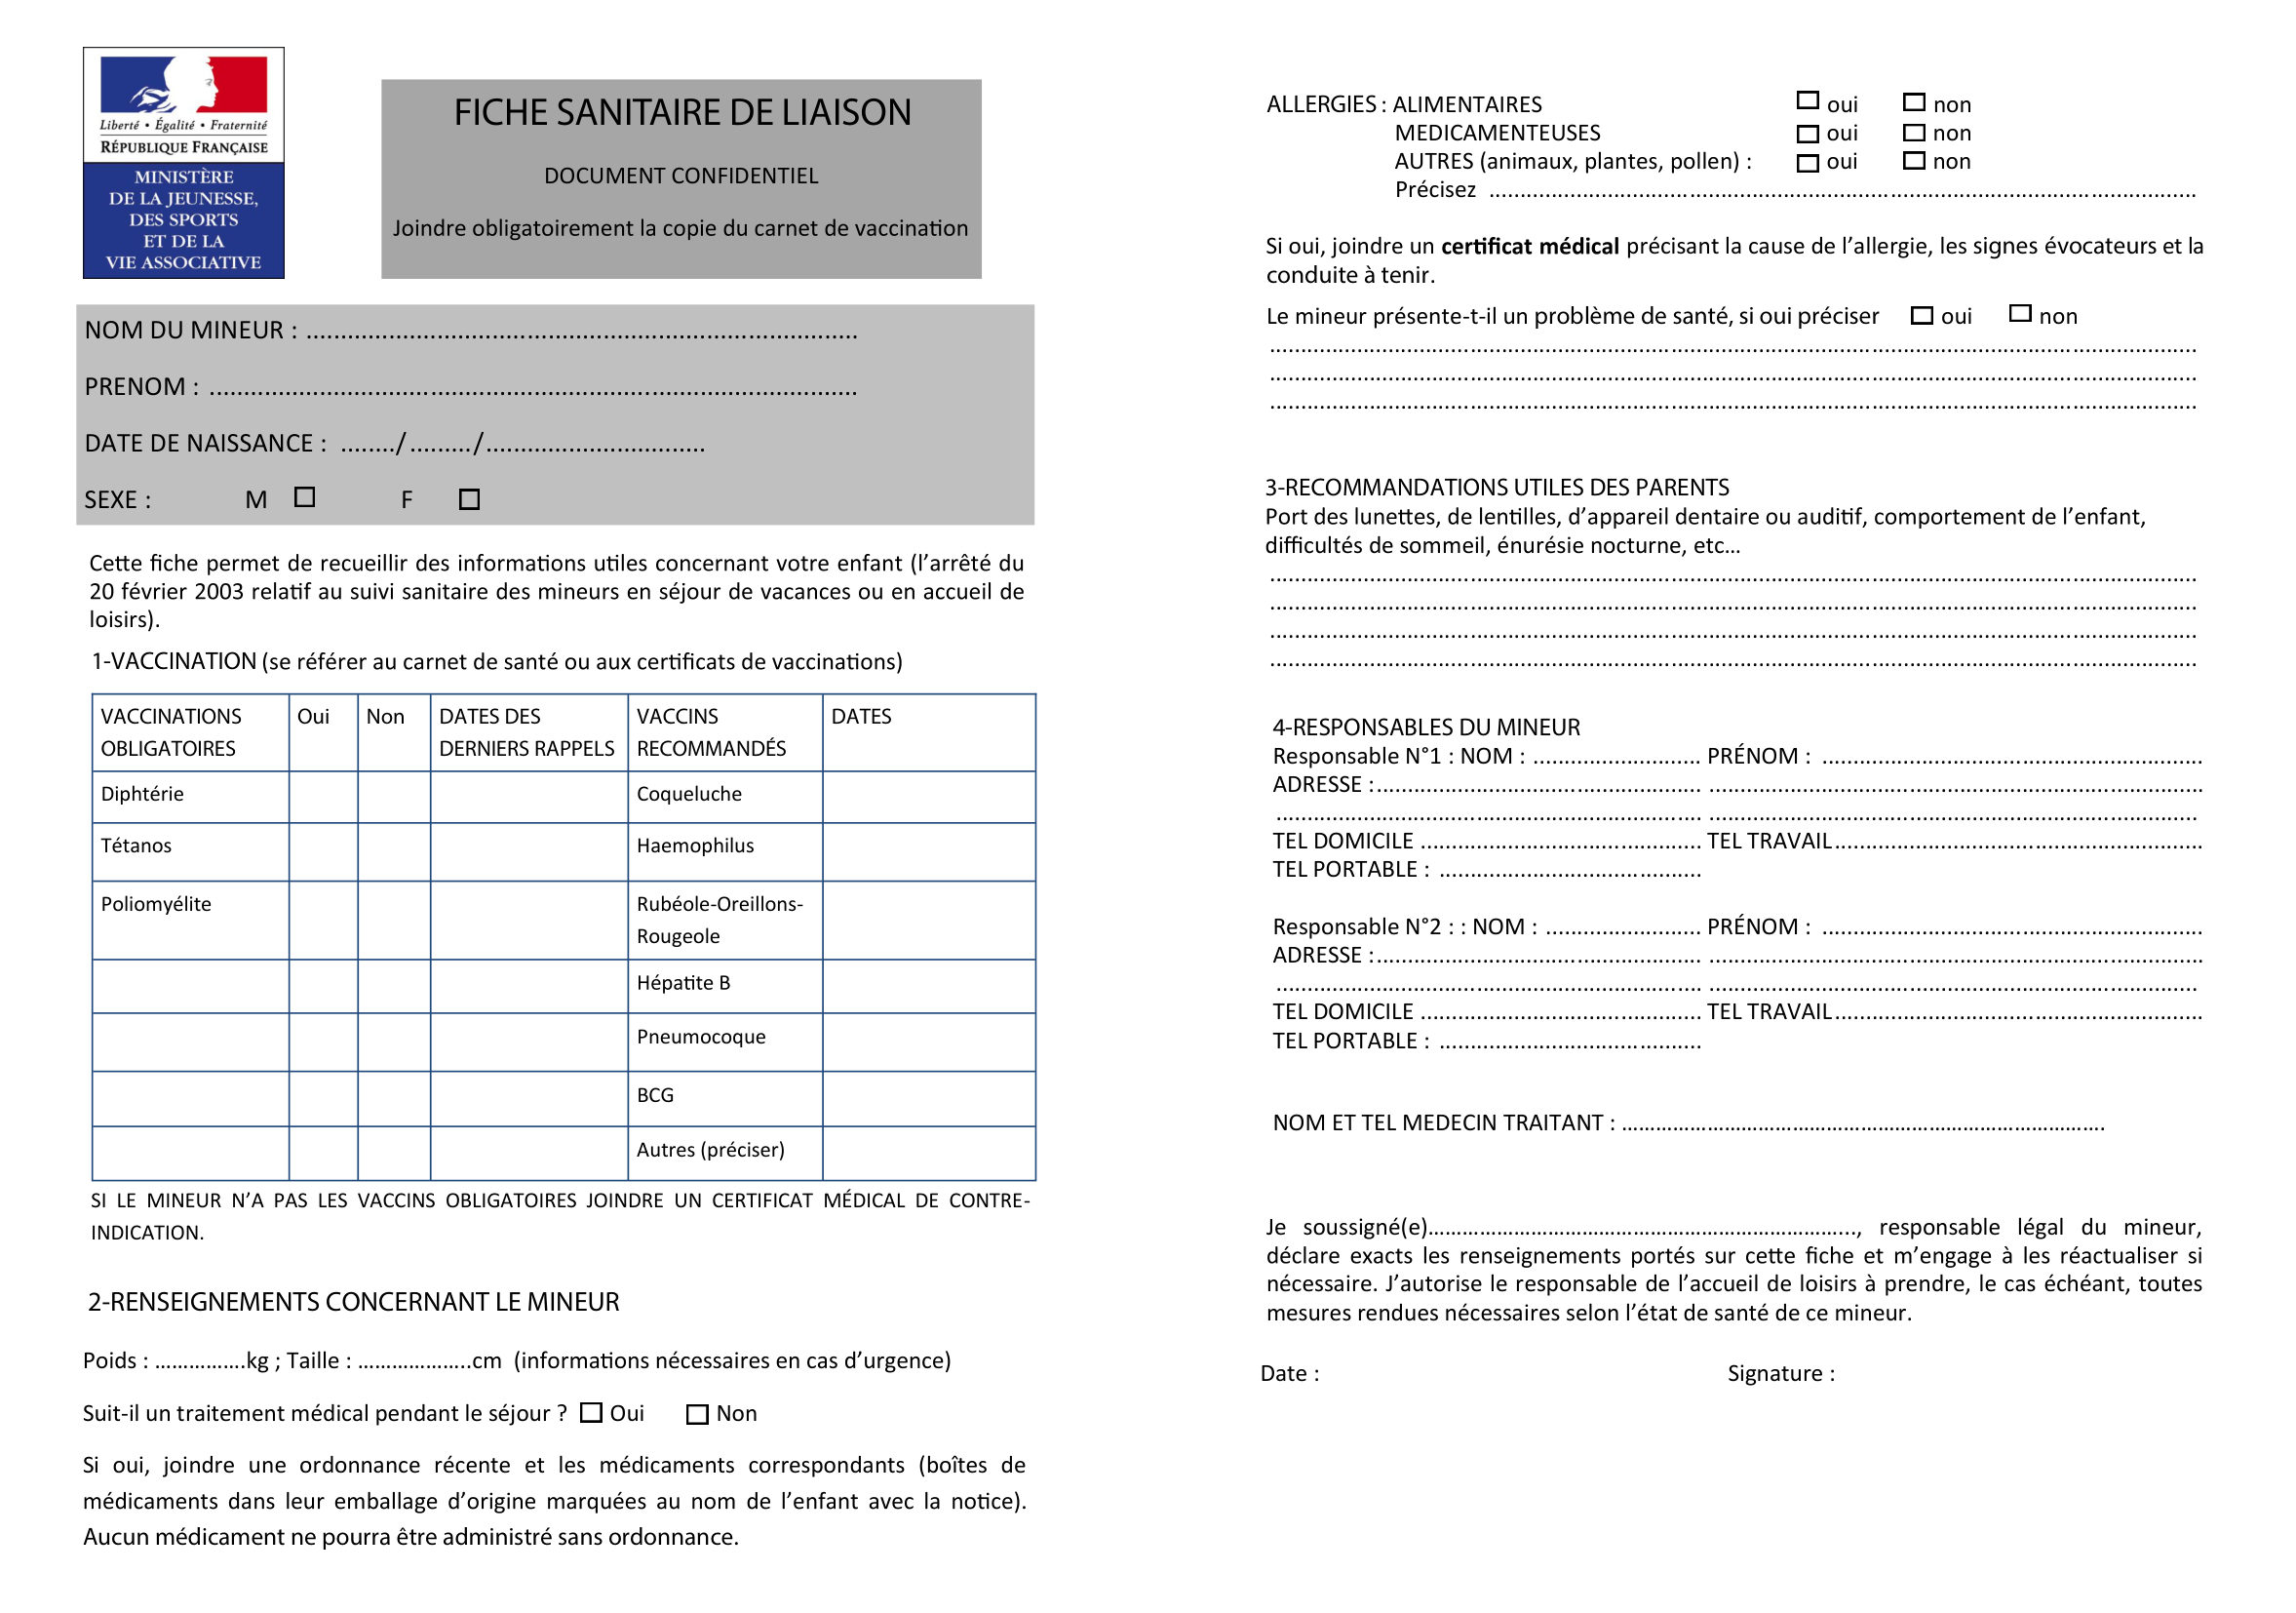 Liberté • Égalité • Fraternité
RÉPUBLIQUE FRANÇAISE
MINISTÈRE
DE LA JEUNESSE,
DES SPORTS
ET DE LA
VIE ASSOCIATIVE
FICHE SANITAIRE DE LIAISON
DOCUMENT CONFIDENTIEL
Joindre obligatoirement la copie du carnet de vaccination
NOM DU MINEUR : ................................................................................
PRENOM : ..............................................................................................
DATE DE NAISSANCE : ......../........./................................
SEXE : M ☐ F ☐
Cette fiche permet de recueillir des informations utiles concernant votre enfant (l’arrêté du
20 février 2003 relatif au suivi sanitaire des mineurs en séjour de vacances ou en accueil de
loisirs).
1-VACCINATION (se référer au carnet de santé ou aux certificats de vaccinations)
VACCINATIONS OBLIGATOIRES Oui Non DATES DES DERNIERS RAPPELS VACCINS RECOMMANDÉS DATES
Diphtérie Coqueluche
Tétanos Haemophilus
Poliomyélite Rubéole-Oreillons-
Rougeole
Hépatite B
Pneumocoque
BCG
Autres (préciser)
SI LE MINEUR N’A PAS LES VACCINS OBLIGATOIRES JOINDRE UN CERTIFICAT MÉDICAL DE CONTRE-
INDICATION.
2-RENSEIGNEMENTS CONCERNANT LE MINEUR
Poids : ................kg ; Taille : ....................cm (informations nécessaires en cas d’urgence)
Suit-il un traitement médical pendant le séjour ? ☐ Oui ☐ Non
Si oui, joindre une ordonnance récente et les médicaments correspondants (boîtes de
médicaments dans leur emballage d’origine marquées au nom de l’enfant avec la notice).
Aucun médicament ne pourra être administré sans ordonnance.
ALLERGIES : ALIMENTAIRES ☐ oui ☐ non
MEDICAMENTEUSES ☐ oui ☐ non
AUTRES (animaux, plantes, pollen) : ☐ oui ☐ non
Précisez ................................................................................
Si oui, joindre un certificat médical précisant la cause de l’allergie, les signes évocateurs et la
conduite à tenir.
Le mineur présente-t-il un problème de santé, si oui préciser ☐ oui ☐ non
................................................................................
................................................................................
................................................................................
3-RECOMMANDATIONS UTILES DES PARENTS
Port des lunettes, de lentilles, d’appareil dentaire ou auditif, comportement de l’enfant,
difficultés de sommeil, énurésie nocturne, etc...
................................................................................
................................................................................
................................................................................
................................................................................
4-RESPONSABLES DU MINEUR
Responsable N°1 : NOM : ........................... PRÉNOM : ..............................................................
ADRESSE :.................................................... ................................................................................
.................................................................... ...............................................................................
TEL DOMICILE ............................................. TEL TRAVAIL............................................................
TEL PORTABLE : ..........................................
Responsable N°2 : : NOM : ......................... PRÉNOM : ..............................................................
ADRESSE :.................................................... ................................................................................
.................................................................... ...............................................................................
TEL DOMICILE ............................................. TEL TRAVAIL............................................................
TEL PORTABLE : ..........................................
NOM ET TEL MEDECIN TRAITANT : ................................................................................
Je soussigné(e)......................................................................, responsable légal du mineur,
déclare exacts les renseignements portés sur cette fiche et m’engage à les réactualiser si
nécessaire. J’autorise le responsable de l’accueil de loisirs à prendre, le cas échéant, toutes
mesures rendues nécessaires selon l’état de santé de ce mineur.
Date : Signature :